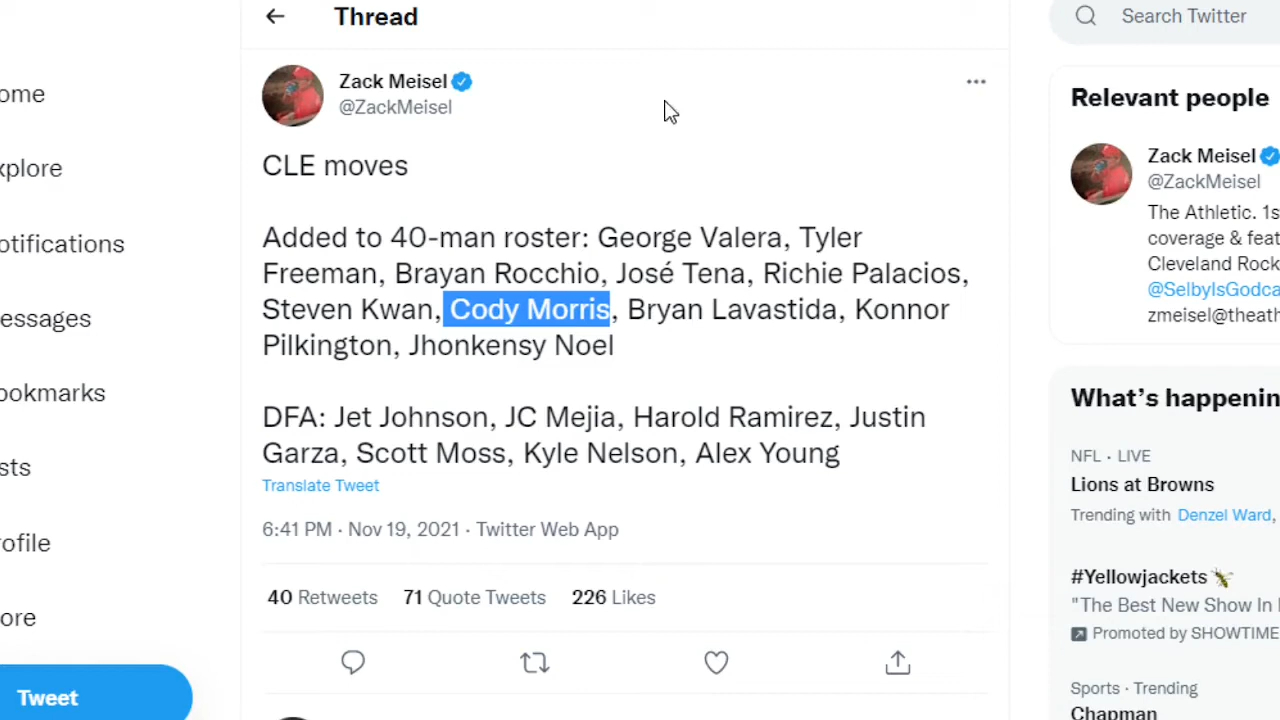 Thread
Search Twitter
Zack Meisel
@ZackMeisel
CLE moves
Added to 40-man roster: George Valera, Tyler
Freeman, Brayan Rocchio, José Tena, Richie Palacios,
Steven Kwan, Cody Morris, Bryan Lavastida, Konnor
Pilkington, Jhonkensy Noel
DFA: Jet Johnson, JC Mejia, Harold Ramirez, Justin
Garza, Scott Moss, Kyle Nelson, Alex Young
Translate Tweet
6:41 PM · Nov 19, 2021 · Twitter Web App
40 Retweets 71 Quote Tweets 226 Likes
ome
xplore
otifications
essages
ookmarks
sts
rofile
ore
Tweet
Relevant people
Zack Meisel
@ZackMeisel
The Athletic. 1s
coverage & feat
Cleveland Rock
@SelbyIsGodca
zmeisel@theath
What's happenin
NFL · LIVE
Lions at Browns
Trending with Denzel Ward,
#Yellowjackets
"The Best New Show In
Promoted by SHOWTIME
Sports · Trending
Chapman